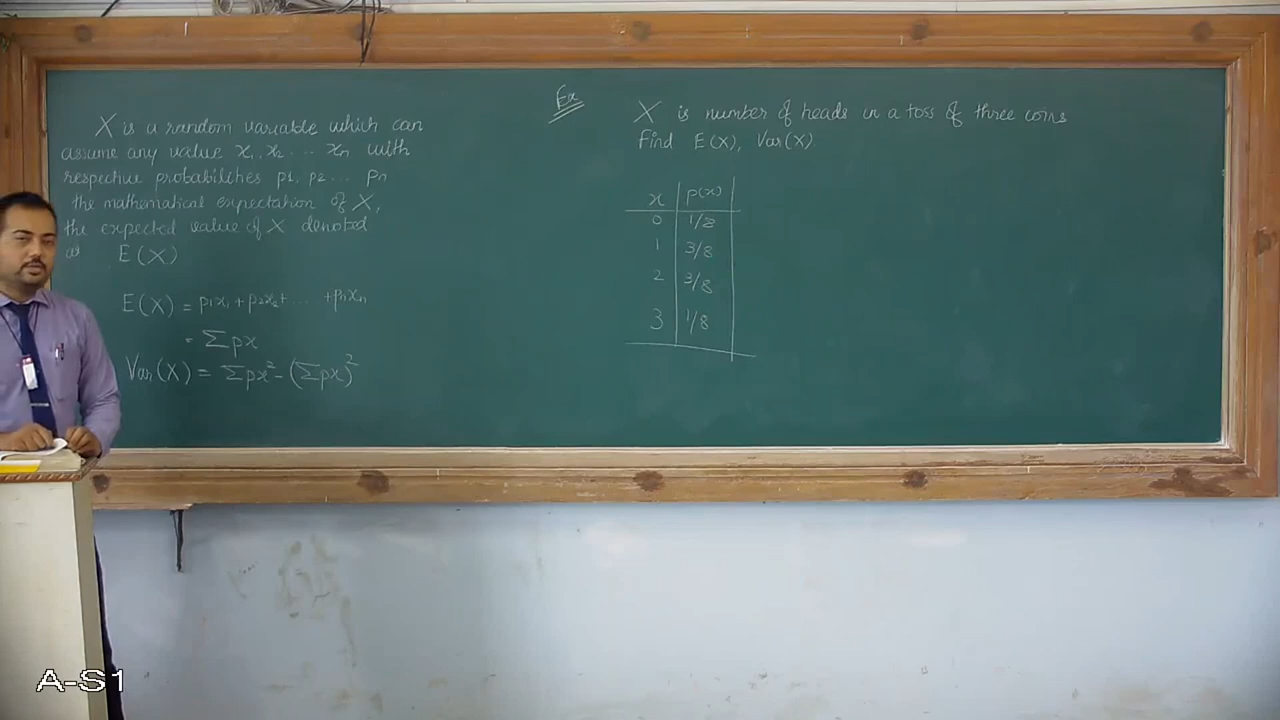 X is a random variable which can
assume any value x1, x2 ... xn with
respective probabilities p1, p2 ... pn
the mathematical expectation of X,
the expected value of X denoted
as E(X)
E(X) = p1x1 + p2x2 + ... + pnxn
= Σpx
Var(X) = Σpx² - (Σpx)²
Ex
X is number of heads in a toss of three coins
Find E(X), Var(X)
x p(x)
0 1/8
1 3/8
2 3/8
3 1/8
A-S1